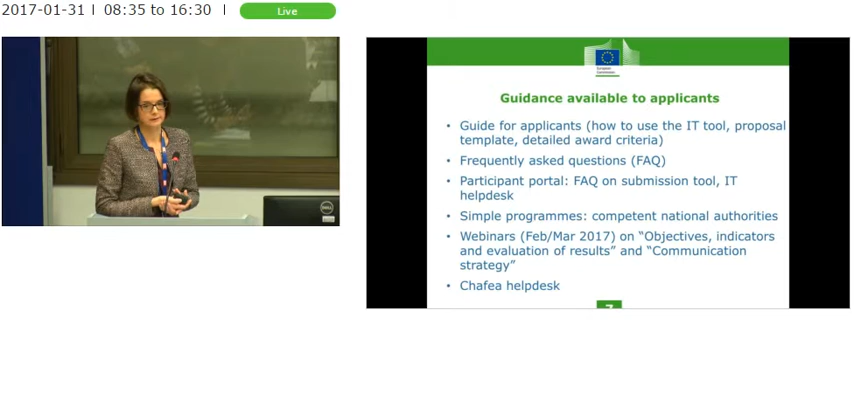 2017-01-31 I 08:35 to 16:30 I Live
Guidance available to applicants
• Guide for applicants (how to use the IT tool, proposal
template, detailed award criteria)
• Frequently asked questions (FAQ)
• Participant portal: FAQ on submission tool, IT
helpdesk
• Simple programmes: competent national authorities
• Webinars (Feb/Mar 2017) on “Objectives, indicators
and evaluation of results” and “Communication
strategy”
• Chafea helpdesk